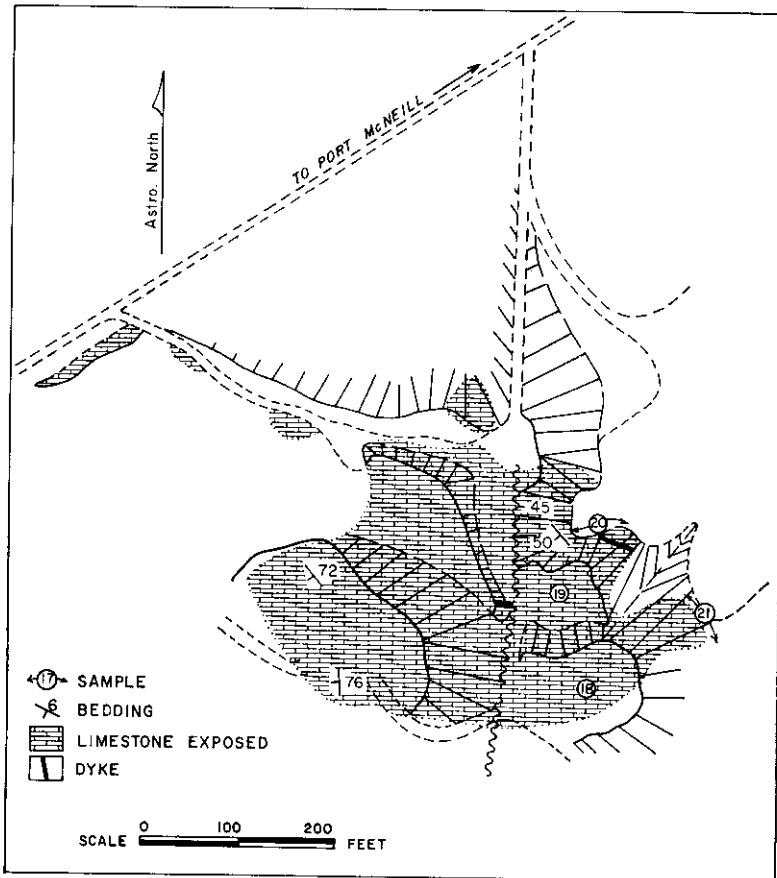 TO PORT MCNEILL
Astro. North
45
20
50
72
19
21
76
18
17 SAMPLE
6 BEDDING
LIMESTONE EXPOSED
DYKE
SCALE 0 100 200 FEET